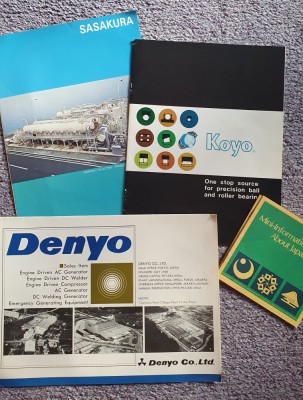 SASAKURA
Koyo
One stop source
for precision ball
and roller bearin
Mini-Information
About Japan
Denyo
Sales Item
Engine Driven AC Generator
Engine Driven DC Welder
Engine Driven Compressor
AC Generator
DC Welding Generator
Emergency Generating Equipment
DENYO CO., LTD.
Denyo Co., Ltd.